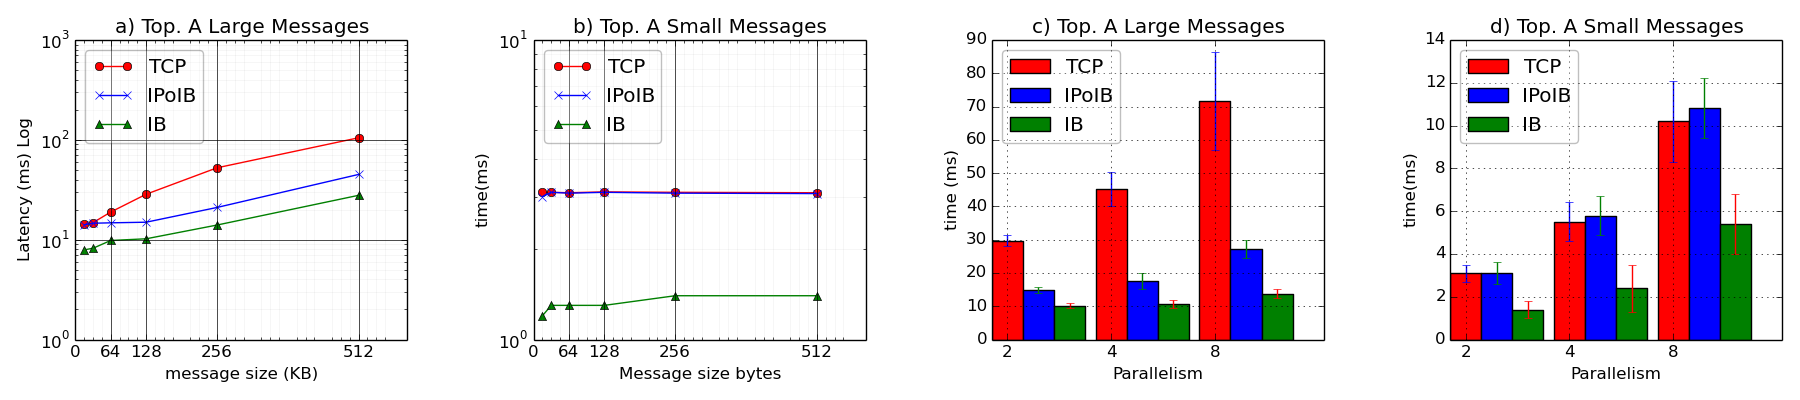 a) Top. A Large Messages
Latency (ms) Log
10^3
10^2
10^1
10^0
TCP
IPoIB
IB
0 64 128 256 512
message size (KB)
b) Top. A Small Messages
time(ms)
10^1
10^0
TCP
IPoIB
IB
0 64 128 256 512
Message size bytes
c) Top. A Large Messages
time (ms)
90
80
70
60
50
40
30
20
10
0
TCP
IPoIB
IB
2 4 8
Parallelism
d) Top. A Small Messages
time(ms)
14
12
10
8
6
4
2
0
TCP
IPoIB
IB
2 4 8
Parallelism